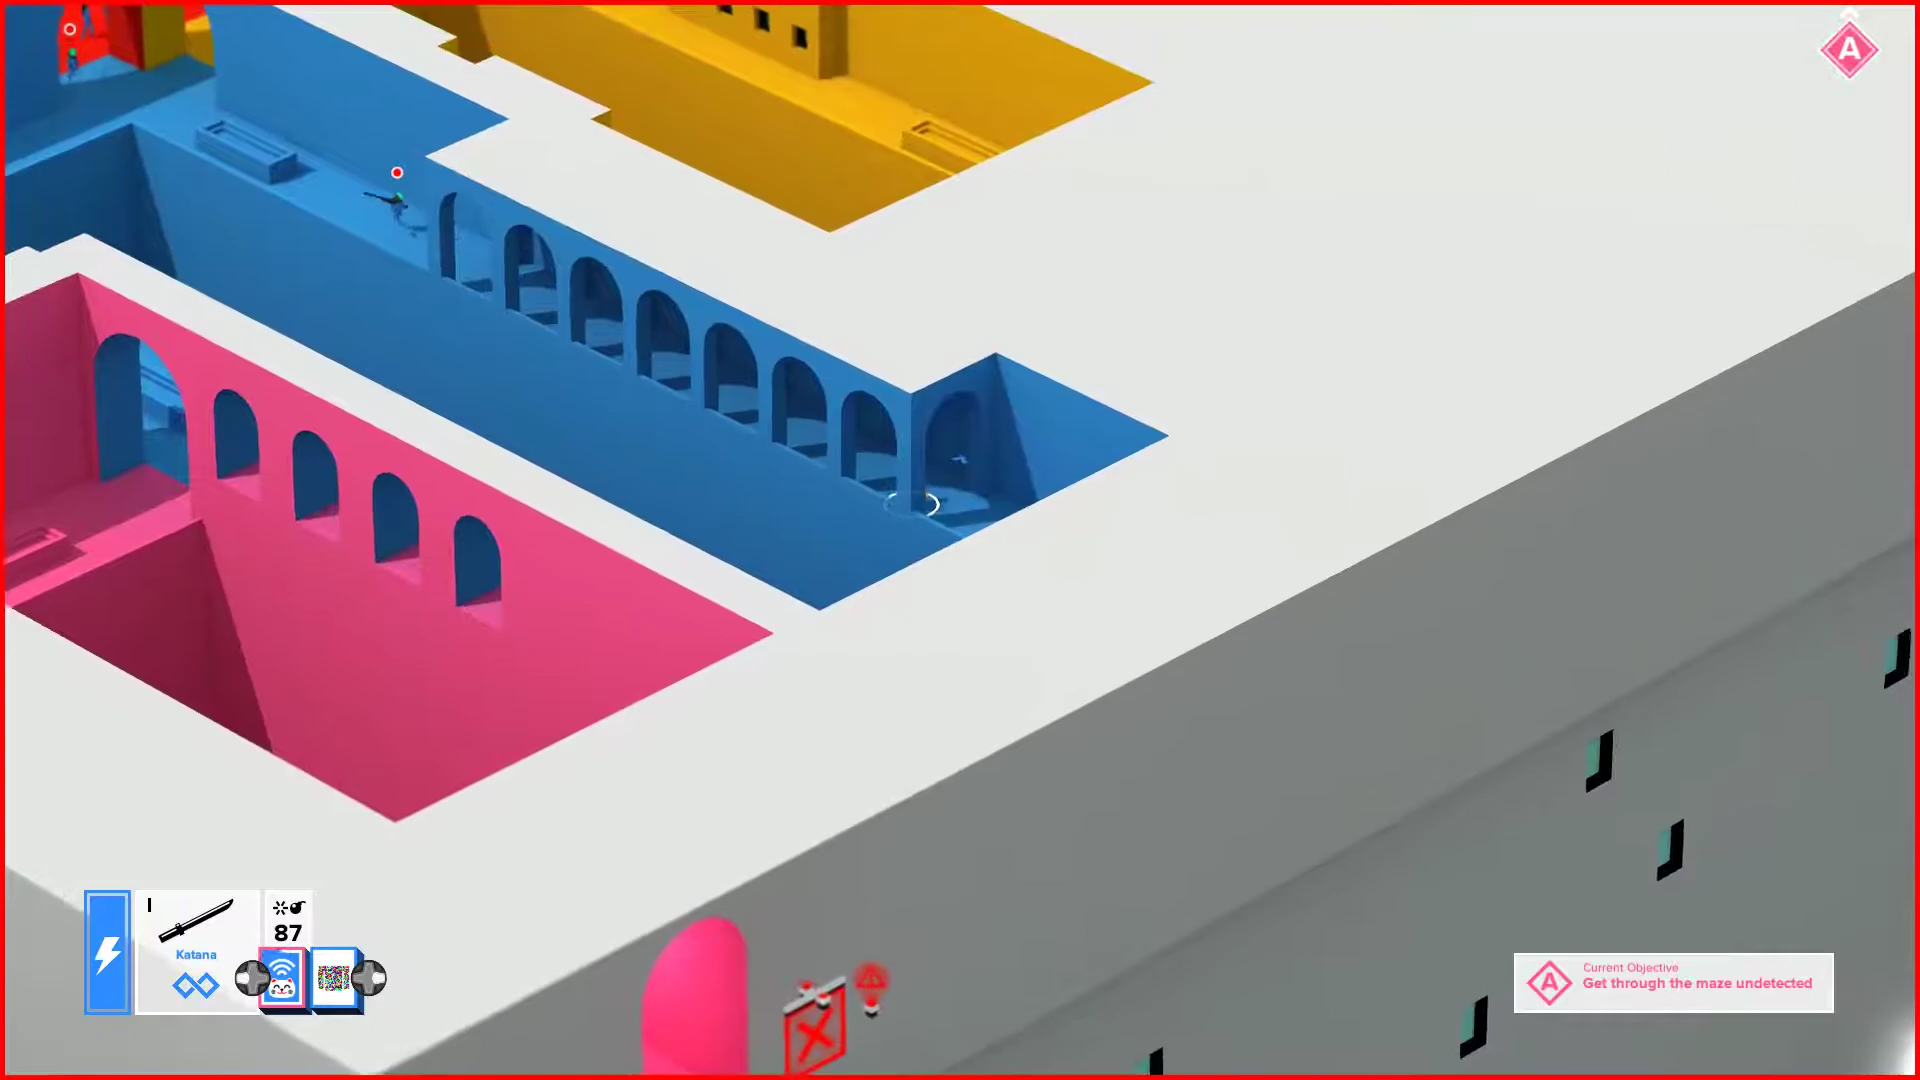 A
I
87
Katana
A
Current Objective
Get through the maze undetected